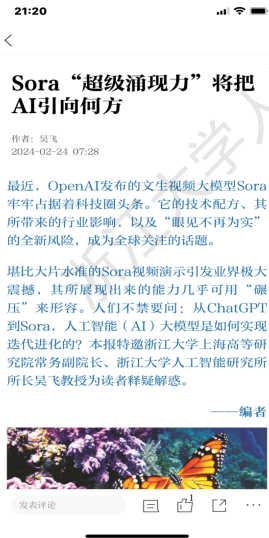 21:20
Sora“超级涌现力”将把
AI引向何方
作者：吴飞
2024-02-24 07:28
最近，OpenAI发布的文生视频大模型Sora
牢牢占据着科技圈头条。它的技术配方、其
所带来的行业影响，以及“眼见不再为实”
的全新风险，成为全球关注的话题。
堪比大片水准的Sora视频演示引发业界极大
震撼，其所展现出来的能力几乎可用“碾
压”来形容。人们不禁要问：从ChatGPT
到Sora，人工智能（AI）大模型是如何实现
迭代进化的？本报特邀浙江大学上海高等研
究院常务副院长、浙江大学人工智能研究所
所长吴飞教授为读者释疑解惑。
——编者
发表评论
1
浙江大学人